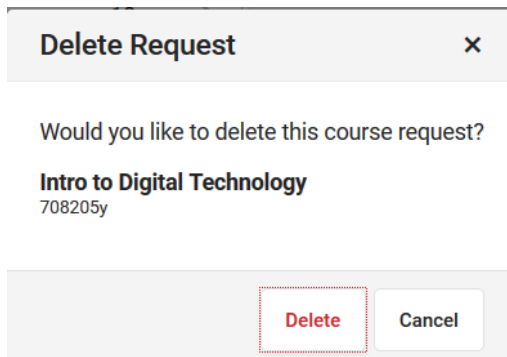 Delete Request ×
Would you like to delete this course request?
Intro to Digital Technology
708205y
Delete Cancel